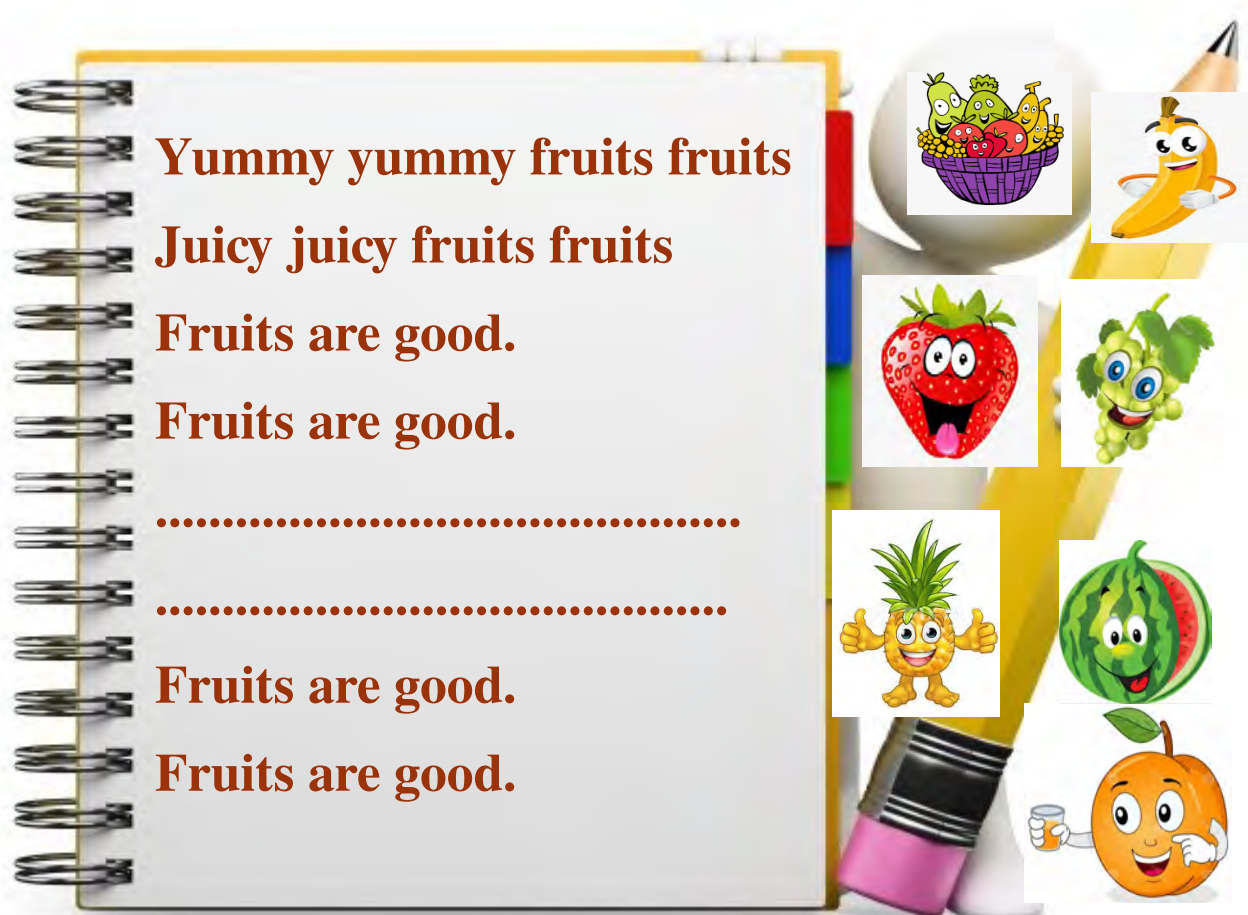 Yummy yummy fruits fruits
Juicy juicy fruits fruits
Fruits are good.
Fruits are good.
............................................
...........................................
Fruits are good.
Fruits are good.